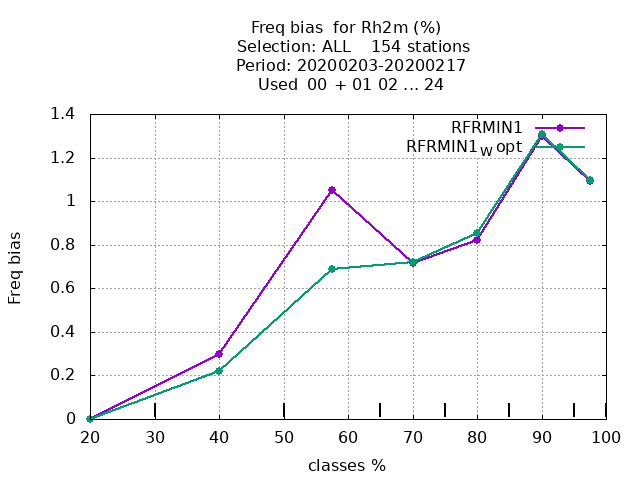 Freq bias  for Rh2m (%)
Selection: ALL    154 stations
Period: 20200203-20200217
Used  00  + 01 02 ... 24
RFRMIN1
RFRMIN1W opt
Freq bias
1.4
1.2
1
0.8
0.6
0.4
0.2
0
20 30 40 50 60 70 80 90 100
classes %